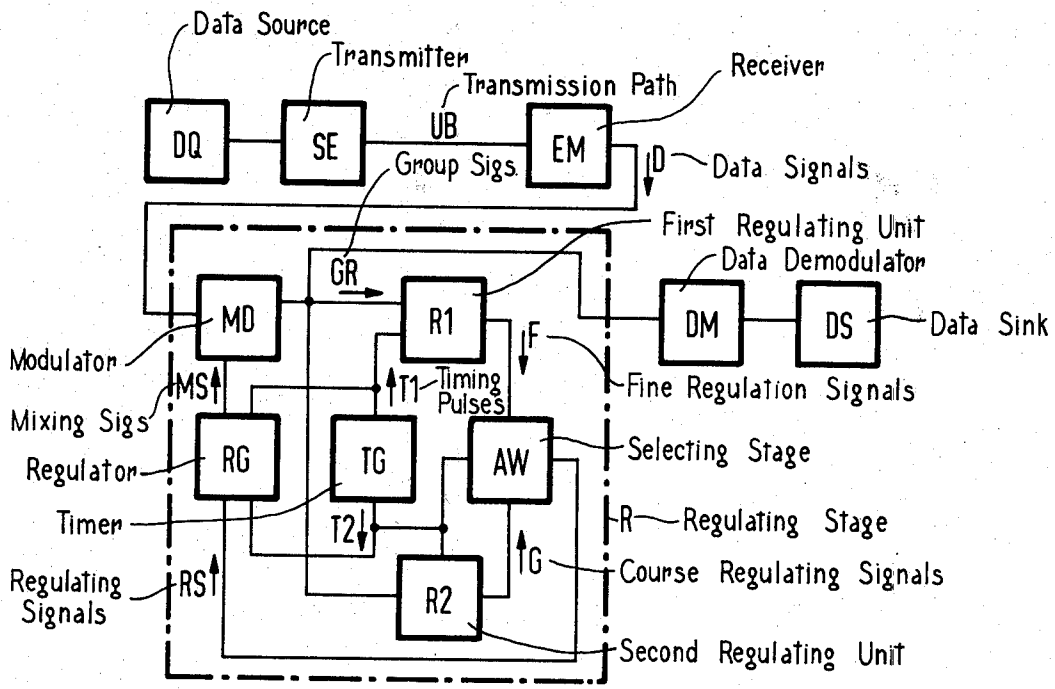 Data Source
Transmitter
Transmission Path
Receiver
DQ
SE
UB
EM
Group Sigs.
D
Data Signals
First Regulating Unit
Data Demodulator
GR
MD
R1
DM
DS
Data Sink
F
Modulator
MS
T1
Timing
Pulses
Fine Regulation Signals
Mixing Sigs
RG
TG
AW
Selecting Stage
Regulator
Timer
T2
R
Regulating Stage
Regulating
Signals
RS
R2
G
Course Regulating Signals
Second Regulating Unit